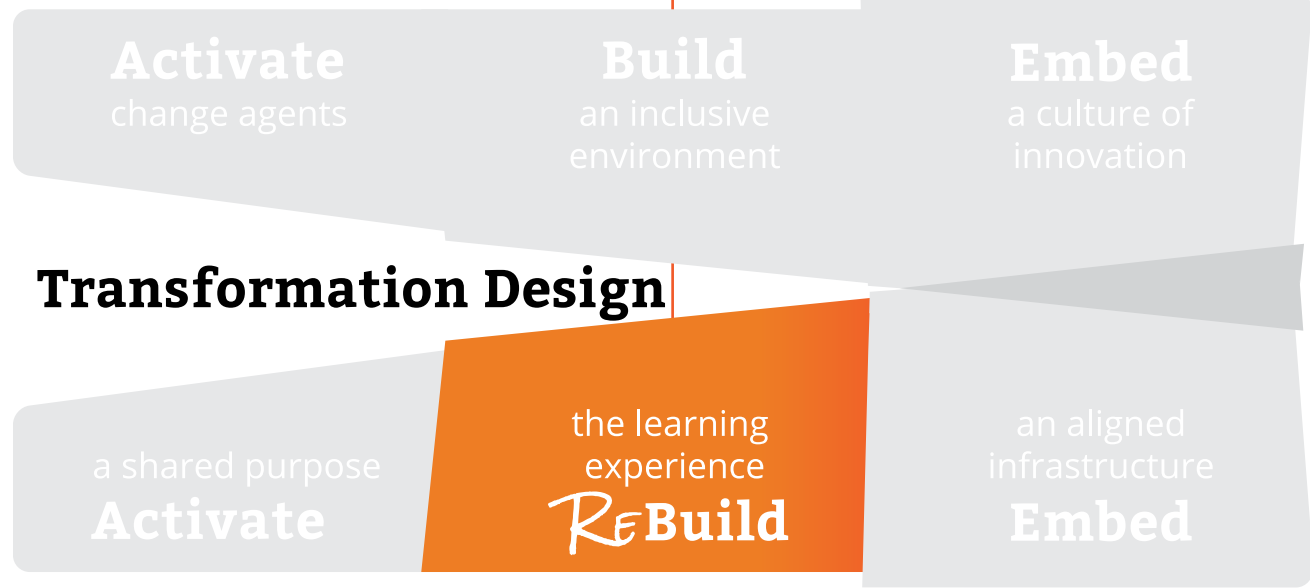 Activate
change agents
Build
an inclusive
environment
Embed
a culture of
innovation
Transformation Design
a shared purpose
Activate
the learning
experience
ReBuild
an aligned
infrastructure
Embed